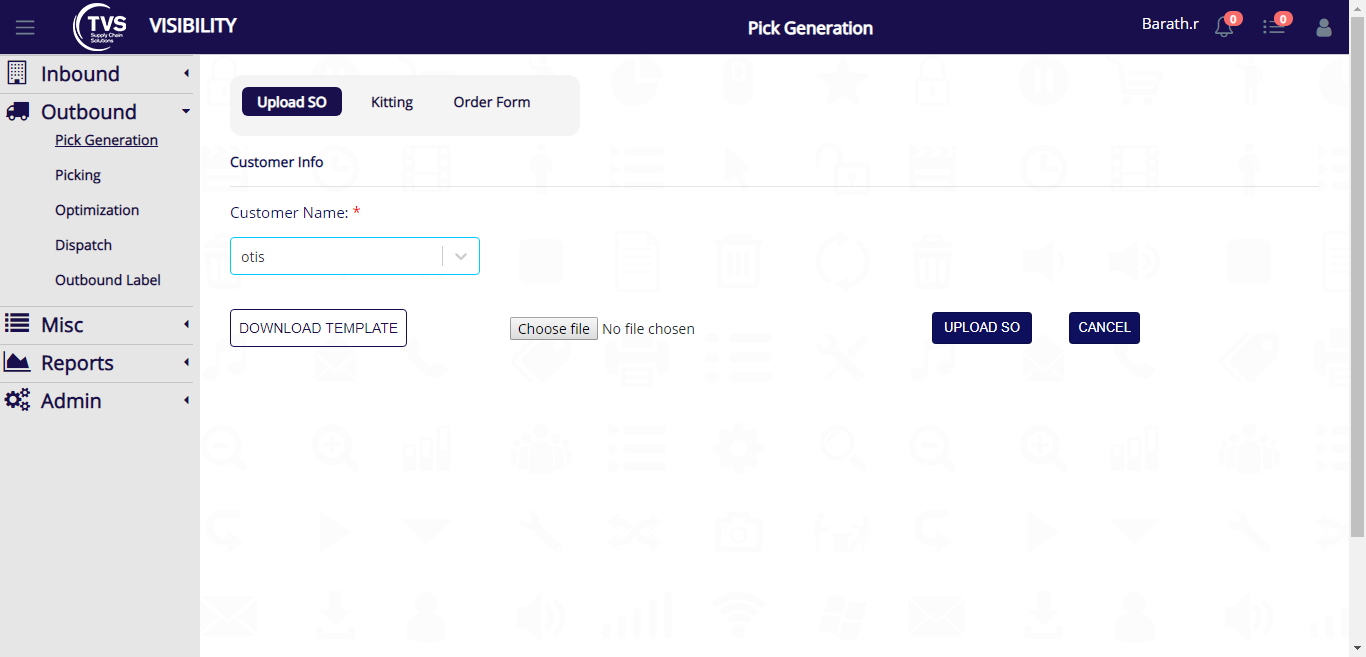 TVS
Supply Chain
Solutions
VISIBILITY
Pick Generation
Barath.r
0
0
Inbound
Outbound
Pick Generation
Picking
Optimization
Dispatch
Outbound Label
Misc
Reports
Admin
Upload SO Kitting Order Form
Customer Info
Customer Name: *
otis
DOWNLOAD TEMPLATE Choose file No file chosen UPLOAD SO CANCEL